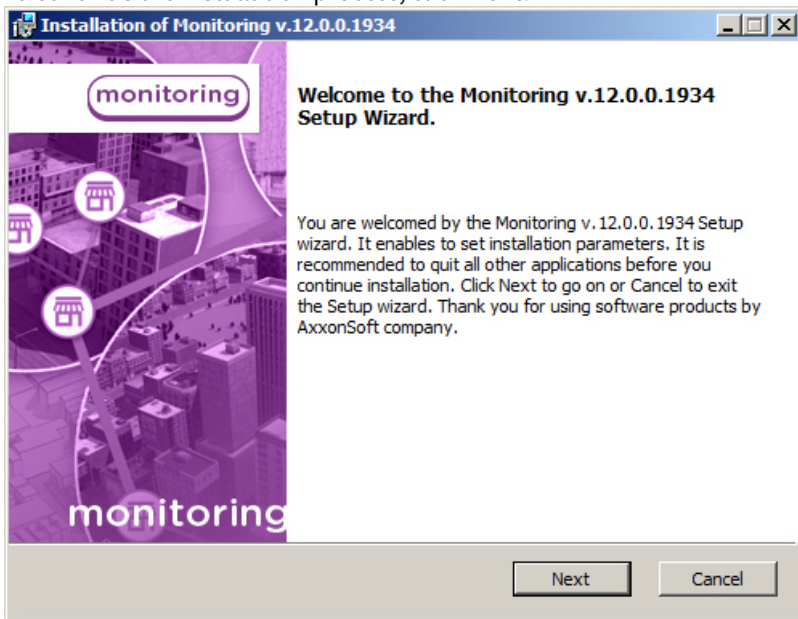 Installation of Monitoring v.12.0.0.1934
monitoring
Welcome to the Monitoring v.12.0.0.1934
Setup Wizard.
You are welcomed by the Monitoring v.12.0.0.1934 Setup
wizard. It enables to set installation parameters. It is
recommended to quit all other applications before you
continue installation. Click Next to go on or Cancel to exit
the Setup wizard. Thank you for using software products by
AxxonSoft company.
monitoring
Next
Cancel